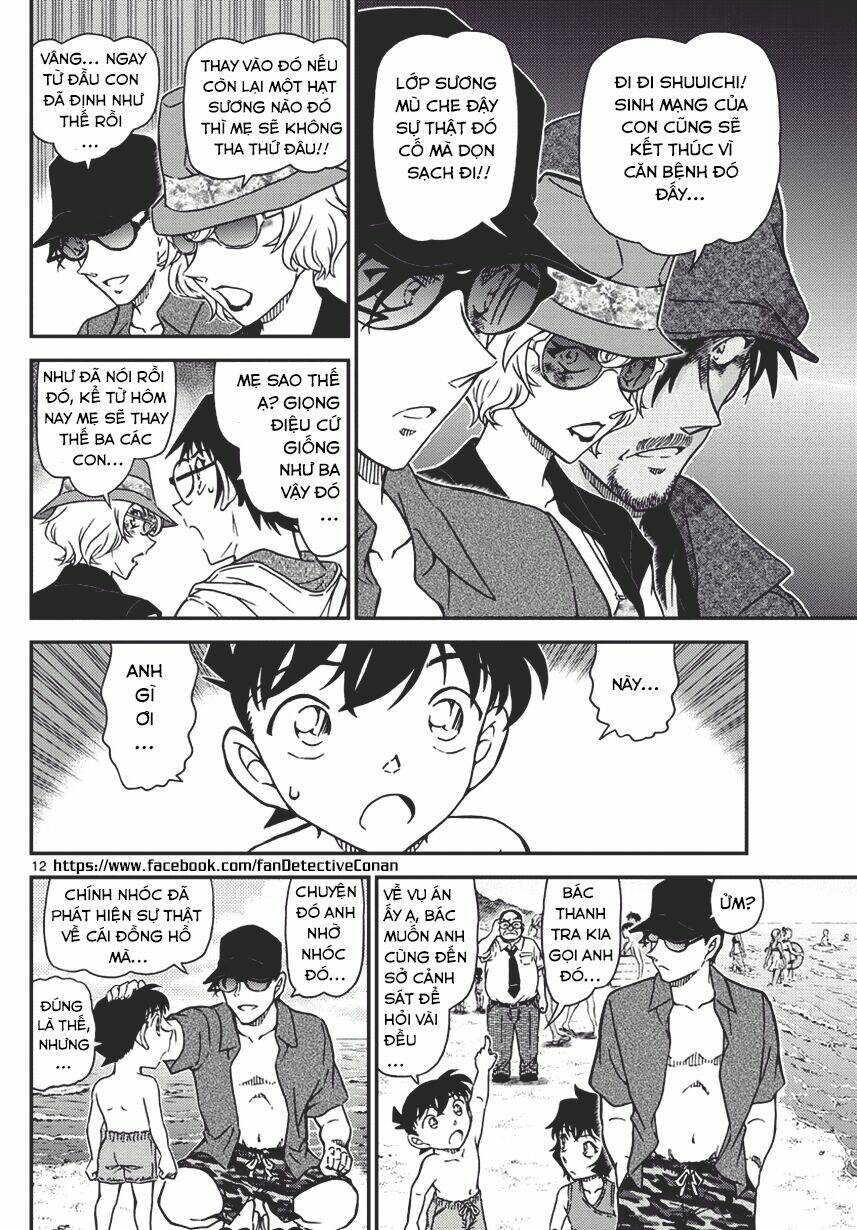 ĐI ĐI SHUUICHI!
SINH MẠNG CỦA
CON CŨNG SẼ
KẾT THÚC VÌ
CĂN BỆNH ĐÓ
ĐẤY...
LỚP SƯƠNG
MÙ CHE ĐẬY
SỰ THẬT ĐÓ
CỐ MÀ DỌN
SẠCH ĐI!!
THAY VÀO ĐÓ NẾU
CÒN LẠI MỘT HẠT
SƯƠNG NÀO ĐÓ
THÌ MẸ SẼ KHÔNG
THA THỨ ĐÂU!!
VÂNG... NGAY
TỪ ĐẦU CON
ĐÃ ĐỊNH NHƯ
THẾ RỒI
...
MẸ SAO THẾ
Ạ? GIỌNG
ĐIỆU CỨ
GIỐNG
NHƯ BA
VẬY ĐÓ
...
NHƯ ĐÃ NÓI RỒI
ĐÓ, KỂ TỪ HÔM
NAY MẸ SẼ THAY
THẾ BA CÁC
CON...
NÀY...
ANH
GÌ
ƠI
...
12 https://www.facebook.com/fanDetectiveConan
ỬM?
BÁC
THANH
TRA KIA
GỌI ANH
ĐÓ...
VỀ VỤ ÁN
ẤY Ạ, BÁC
MUỐN ANH
CÙNG ĐẾN
SỞ CẢNH
SÁT ĐỂ
HỎI VÀI
ĐỀU
...
CHUYỆN
ĐÓ ANH
NHỜ
NHÓC
ĐÓ...
CHÍNH NHÓC ĐÃ
PHÁT HIỆN SỰ THẬT
VỀ CÁI ĐỒNG HỒ
MÀ...
ĐÚNG
LÀ THẾ,
NHƯNG
...